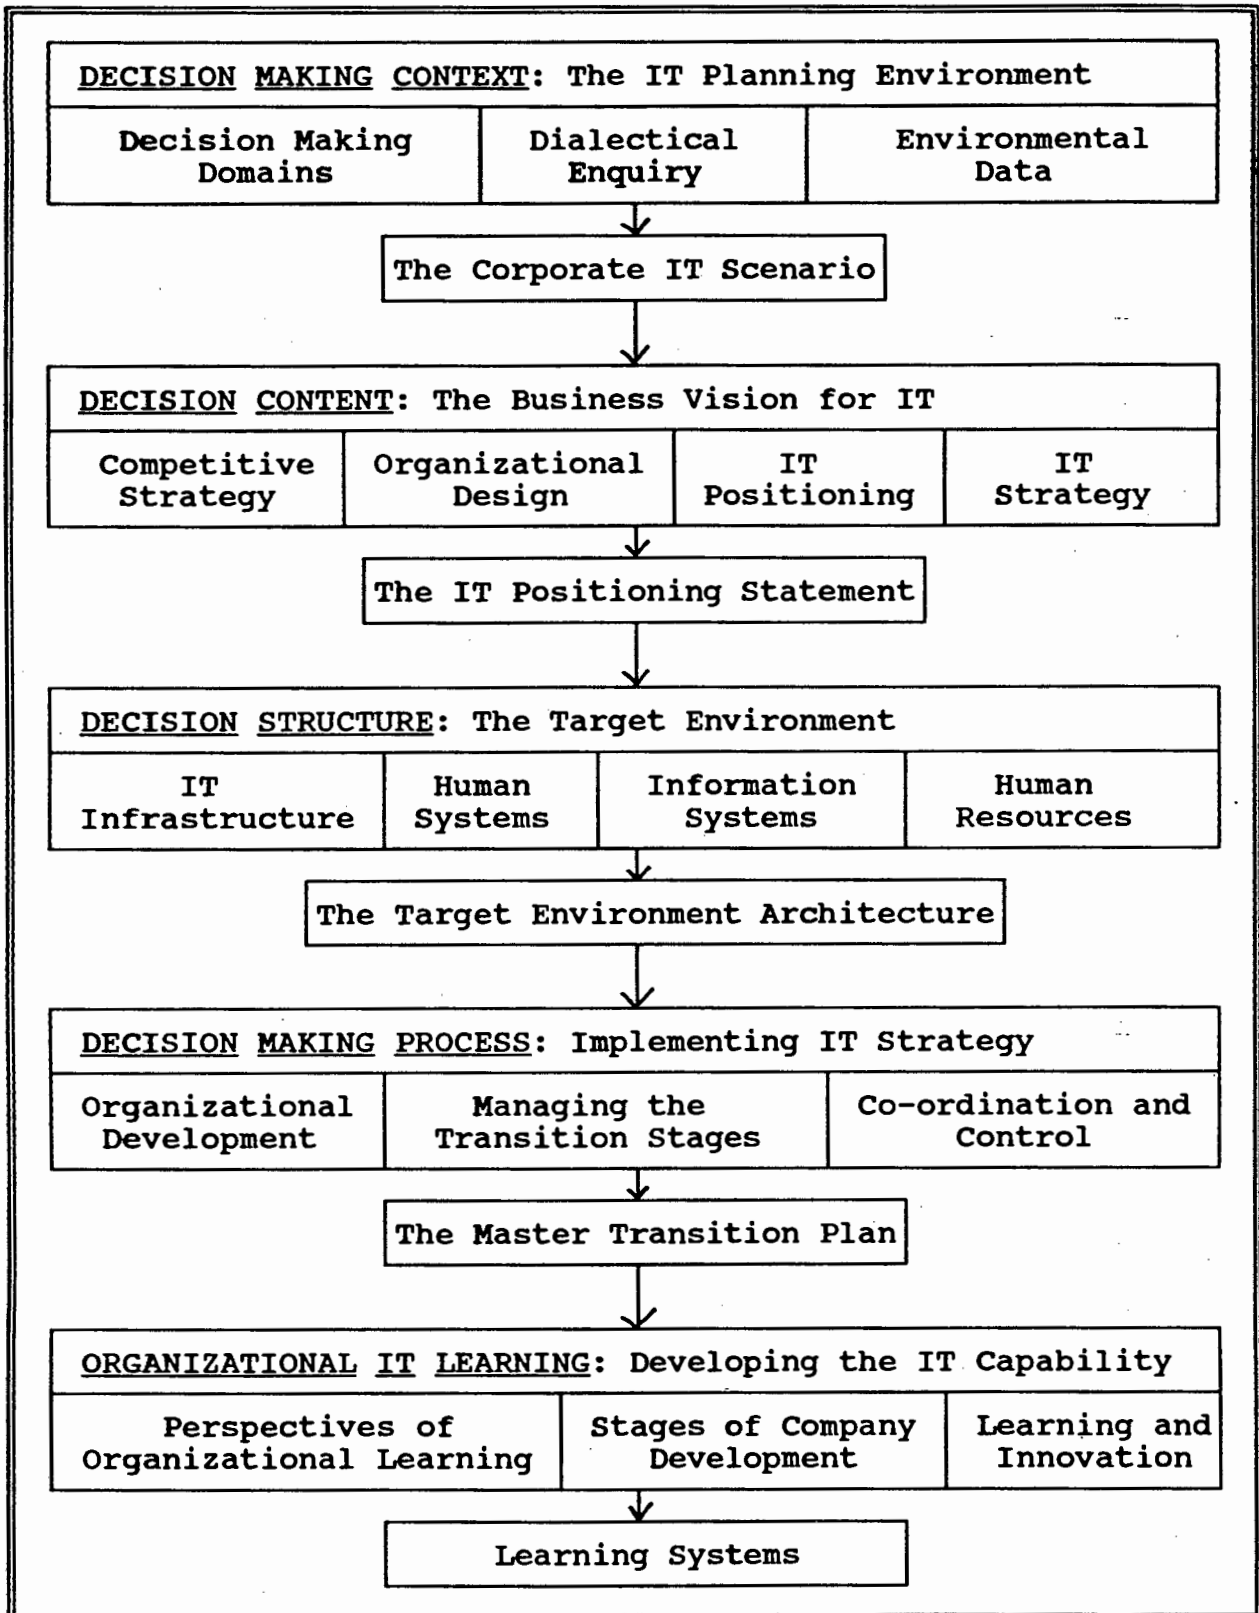 DECISION MAKING CONTEXT: The IT Planning Environment
Decision Making
Domains
Dialectical
Enquiry
Environmental
Data
The Corporate IT Scenario
DECISION CONTENT: The Business Vision for IT
Competitive
Strategy
Organizational
Design
IT
Positioning
IT
Strategy
The IT Positioning Statement
DECISION STRUCTURE: The Target Environment
IT
Infrastructure
Human
Systems
Information
Systems
Human
Resources
The Target Environment Architecture
DECISION MAKING PROCESS: Implementing IT Strategy
Organizational
Development
Managing the
Transition Stages
Co-ordination and
Control
The Master Transition Plan
ORGANIZATIONAL IT LEARNING: Developing the IT Capability
Perspectives of
Organizational Learning
Stages of Company
Development
Learning and
Innovation
Learning Systems